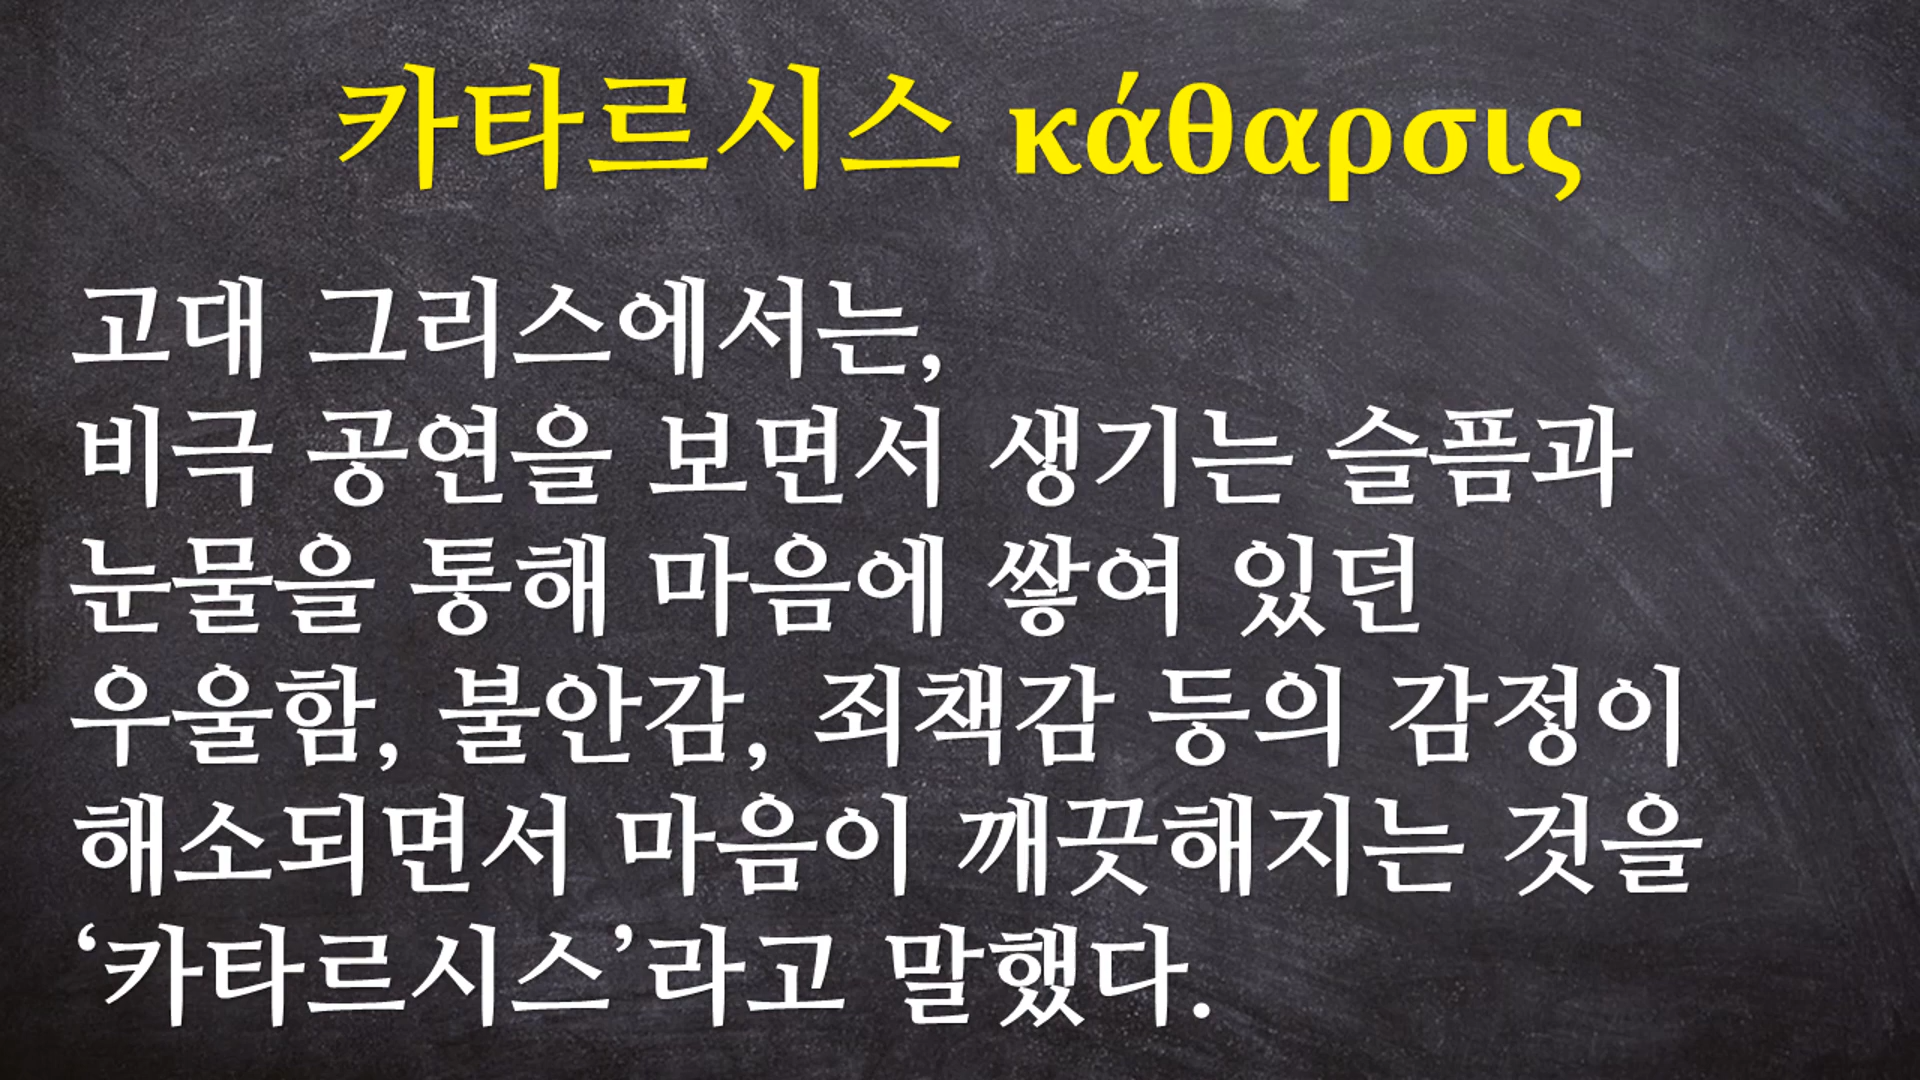 카타르시스 κάθαρσις
고대 그리스에서는,
비극 공연을 보면서 생기는 슬픔과
눈물을 통해 마음에 쌓여 있던
우울함, 불안감, 죄책감 등의 감정이
해소되면서 마음이 깨끗해지는 것을
‘카타르시스’라고 말했다.